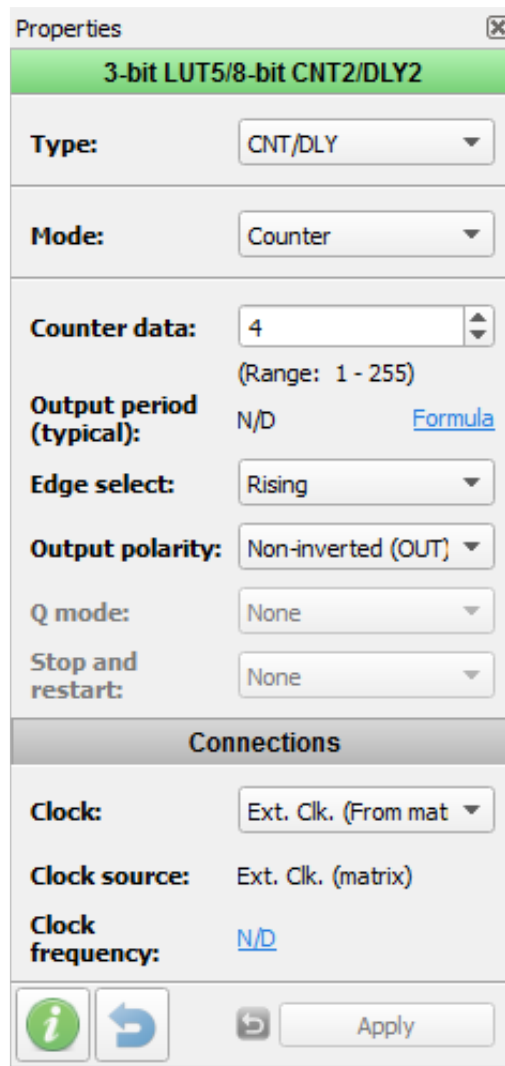 Properties
3-bit LUT5/8-bit CNT2/DLY2
Type: CNT/DLY
Mode: Counter
Counter data: 4
(Range: 1 - 255)
Output period
(typical): N/D Formula
Edge select: Rising
Output polarity: Non-inverted (OUT)
Q mode: None
Stop and
restart: None
Connections
Clock: Ext. Clk. (From mat
Clock source: Ext. Clk. (matrix)
Clock
frequency: N/D
Apply